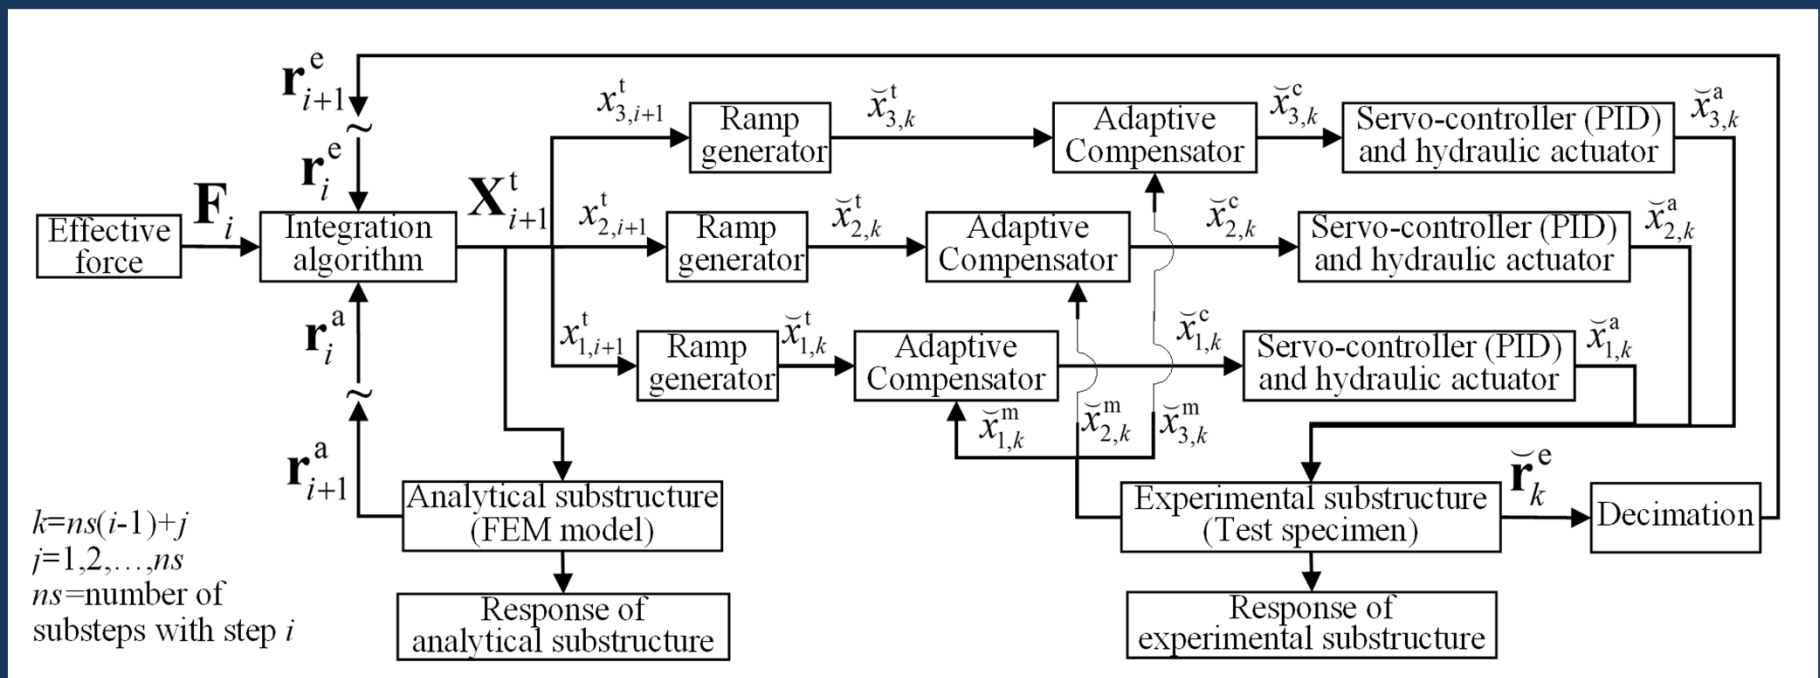 r^e_{i+1}
~
r^e_i
F_i
X^t_{i+1}
Effective
force
Integration
algorithm
x^t_{3,i+1}
Ramp
generator
x̆^t_{3,k}
Adaptive
Compensator
x̆^c_{3,k}
Servo-controller (PID)
and hydraulic actuator
x̆^a_{3,k}
x^t_{2,i+1}
Ramp
generator
x̆^t_{2,k}
Adaptive
Compensator
x̆^c_{2,k}
Servo-controller (PID)
and hydraulic actuator
x̆^a_{2,k}
x^t_{1,i+1}
Ramp
generator
x̆^t_{1,k}
Adaptive
Compensator
x̆^c_{1,k}
Servo-controller (PID)
and hydraulic actuator
x̆^a_{1,k}
r^a_i
~
r^a_{i+1}
x̆^m_{1,k}
x̆^m_{2,k}
x̆^m_{3,k}
Analytical substructure
(FEM model)
Experimental substructure
(Test specimen)
r̆^e_k
Decimation
Response of
analytical substructure
Response of
experimental substructure
k=ns(i-1)+j
j=1,2,…,ns
ns=number of
substeps with step i